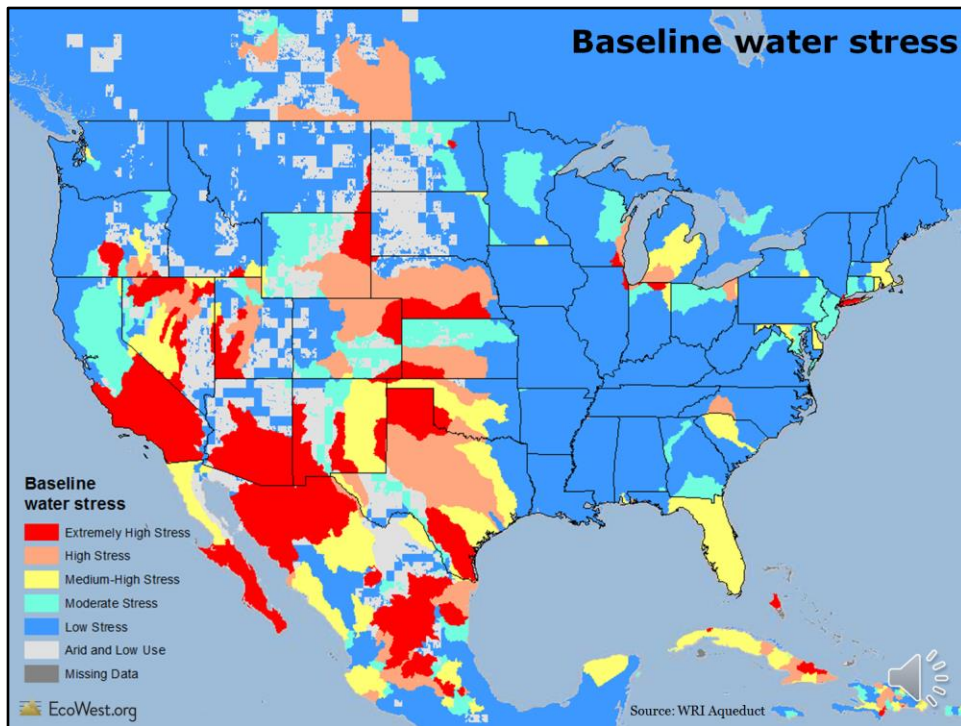 Baseline water stress
Baseline
water stress
Extremely High Stress
High Stress
Medium-High Stress
Moderate Stress
Low Stress
Arid and Low Use
Missing Data
EcoWest.org
Source: WRI Aqueduct